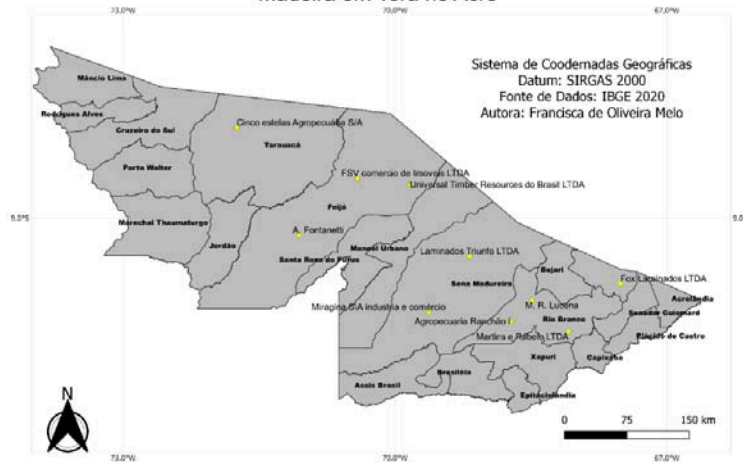 madeira em Tora no Acre
73.0°W 70.0°W 67.0°W
Sistema de Coodernadas Geográficas
Datum: SIRGAS 2000
Fonte de Dados: IBGE 2020
Autora: Francisca de Oliveira Melo
Mâncio Lima
Rodrigues Alves
Cruzeiro do Sul
Cinco estelas Agropecuária S/A
Tarauacá
Porto Walter
FSV comercio de Imoveis LTDA
Universal Timber Resources do Brasil LTDA
Feijó
9.0°S 9.0°S
Marechal Thaumaturgo
Jordão
A. Fontanetti
Manoel Urbano
Santa Rosa do Purus
Laminados Triunfo LTDA
Bujari
Sena Madureira
Fox Laminados LTDA
Acrelândia
M. R. Lucena
Miragina S\A industria e comércio
Senador Guiomard
Agropecuaria Ranchão I
Rio Branco
Plácido de Castro
Martins e Rabelo LTDA
Xapuri
Capixaba
Brasiléia
Assis Brasil
Epitaciolândia
N
0 75 150 km
73.0°W 70.0°W 67.0°W